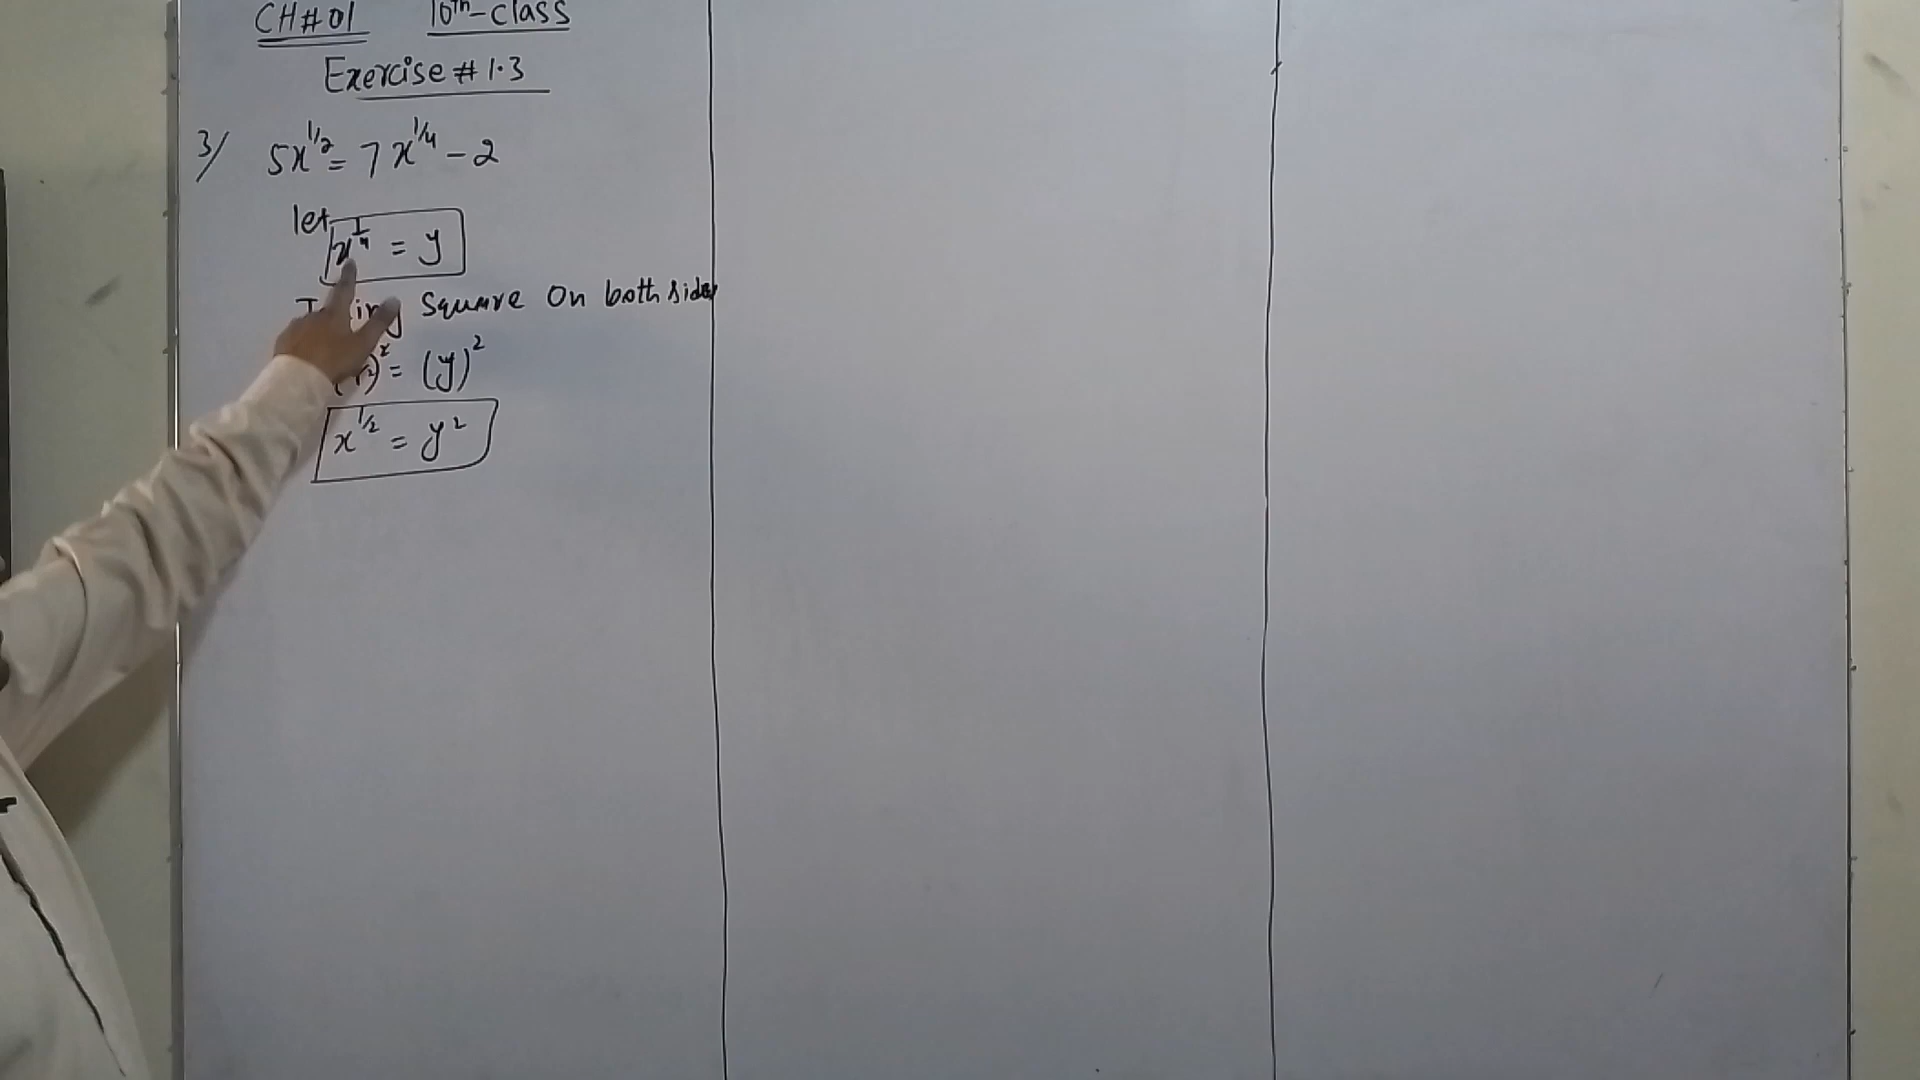 CH#01 10th-class
Exercise # 1.3
3/ 5x^1/2 = 7x^1/4 - 2
let
x^1/4 = y
Square On both sides
= (y)^2
x^1/2 = y^2